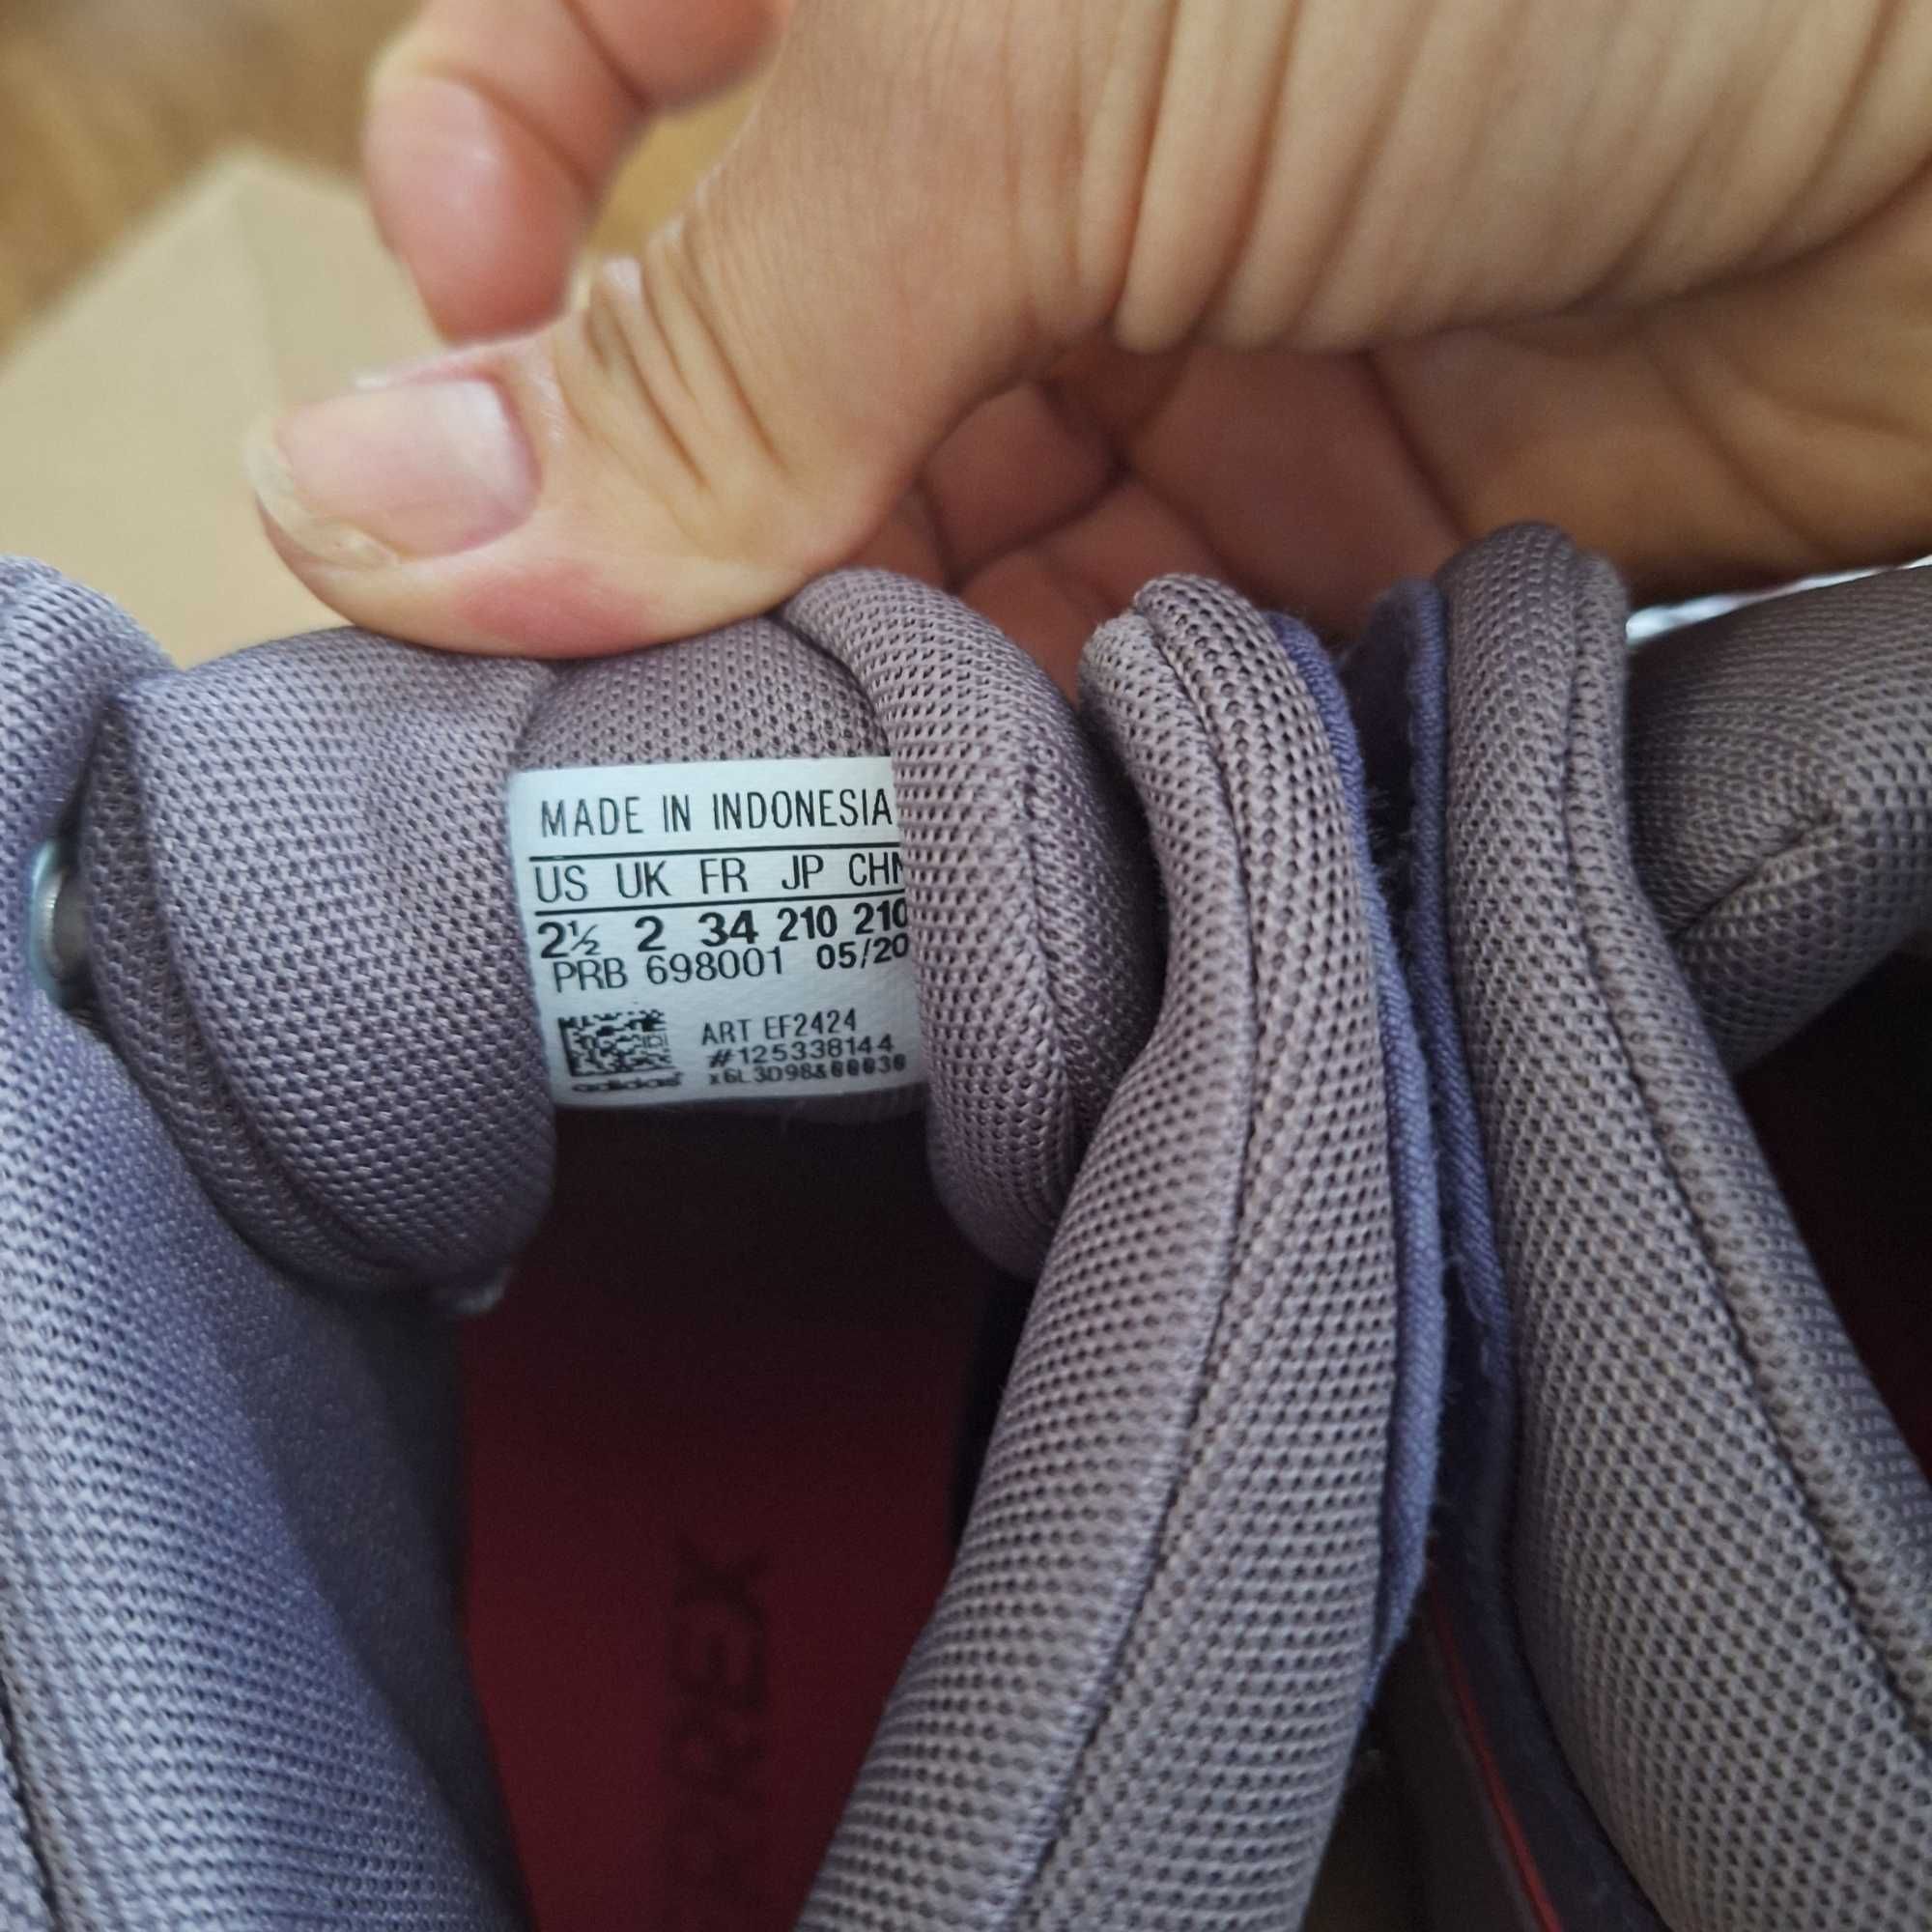 MADE IN INDONESIA
US UK FR JP CHN
2½ 2 34 210 210
PRB 698001 05/20
ART EF2424
#125338144
adidas